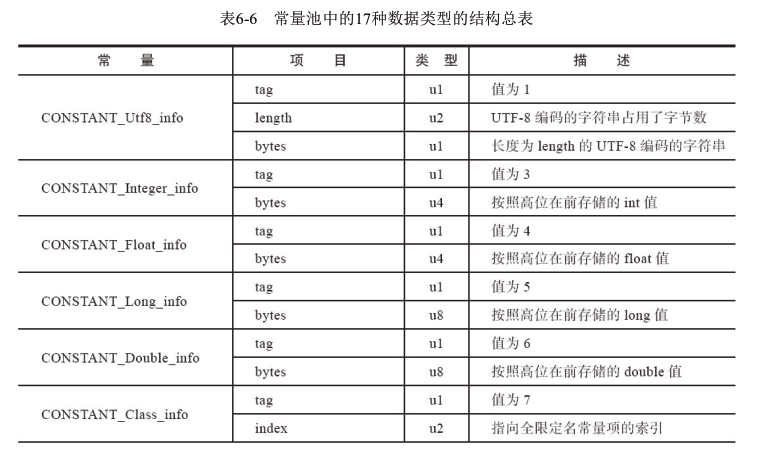 表6-6 常量池中的17种数据类型的结构总表
常 量 项 目 类 型 描 述
CONSTANT_Utf8_info tag u1 值为 1
length u2 UTF-8 编码的字符串占用了字节数
bytes u1 长度为 length 的 UTF-8 编码的字符串
CONSTANT_Integer_info tag u1 值为 3
bytes u4 按照高位在前存储的 int 值
CONSTANT_Float_info tag u1 值为 4
bytes u4 按照高位在前存储的 float 值
CONSTANT_Long_info tag u1 值为 5
bytes u8 按照高位在前存储的 long 值
CONSTANT_Double_info tag u1 值为 6
bytes u8 按照高位在前存储的 double 值
CONSTANT_Class_info tag u1 值为 7
index u2 指向全限定名常量项的索引